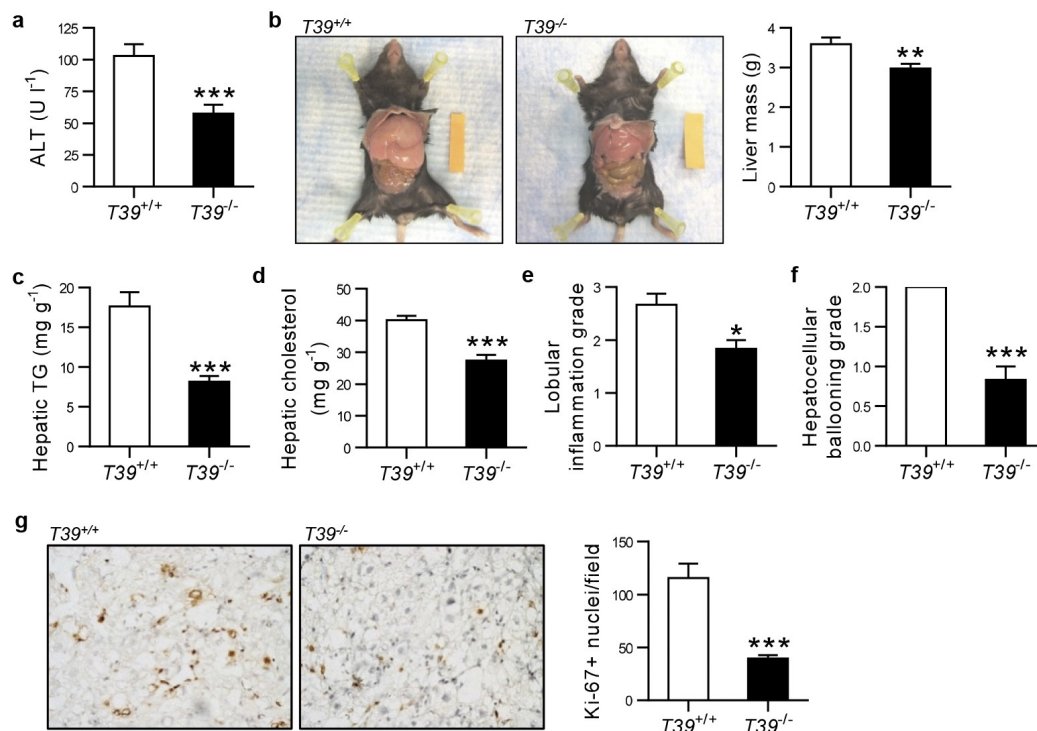 a
ALT (U l⁻¹)
125
100
75
50
25
0
***
T39⁺/⁺
T39⁻/⁻
b
T39⁺/⁺
T39⁻/⁻
Liver mass (g)
4
3
2
1
0
**
T39⁺/⁺
T39⁻/⁻
c
Hepatic TG (mg g⁻¹)
20
15
10
5
0
***
T39⁺/⁺
T39⁻/⁻
d
Hepatic cholesterol
(mg g⁻¹)
50
40
30
20
10
0
***
T39⁺/⁺
T39⁻/⁻
e
Lobular
inflammation grade
3
2
1
0
*
T39⁺/⁺
T39⁻/⁻
f
Hepatocellular
ballooning grade
2.0
1.5
1.0
0.5
0.0
***
T39⁺/⁺
T39⁻/⁻
g
T39⁺/⁺
T39⁻/⁻
Ki-67+ nuclei/field
150
100
50
0
***
T39⁺/⁺
T39⁻/⁻